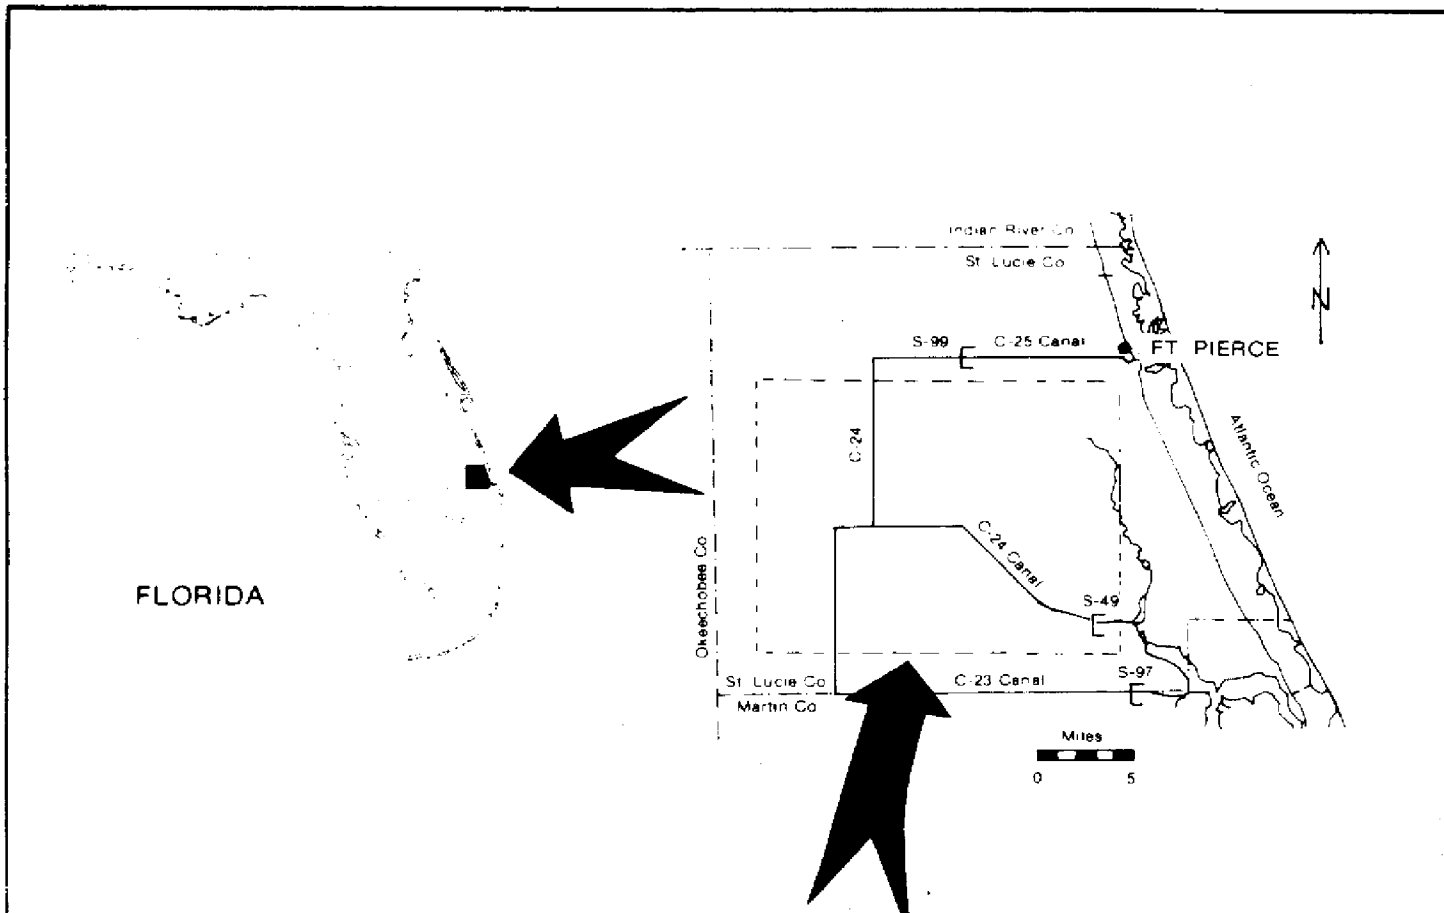 Indian River Co
St. Lucie Co
N
S-99
C-25 Canal
FT PIERCE
C-24
Atlantic Ocean
C-24 Canal
Okeechobee Co
FLORIDA
S-49
St. Lucie Co
C-23 Canal
S-97
Martin Co
Miles
0 5